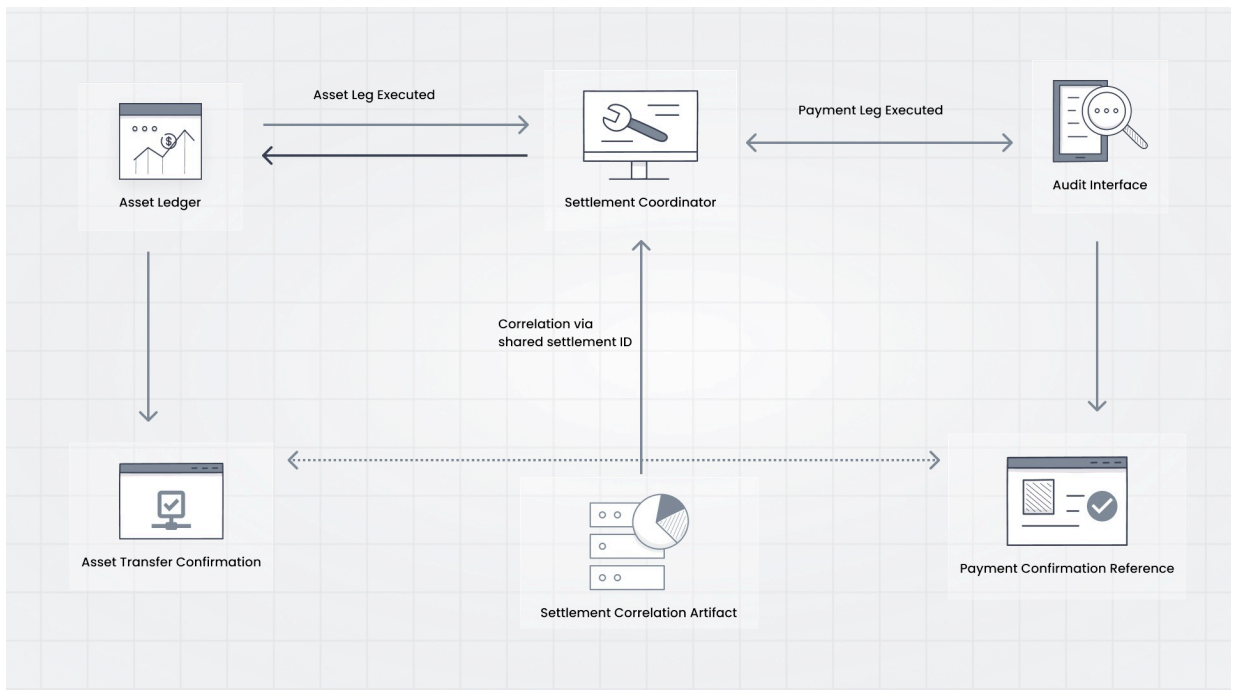 Asset Leg Executed
Payment Leg Executed
Asset Ledger
Settlement Coordinator
Audit Interface
Correlation via
shared settlement ID
Asset Transfer Confirmation
Payment Confirmation Reference
Settlement Correlation Artifact